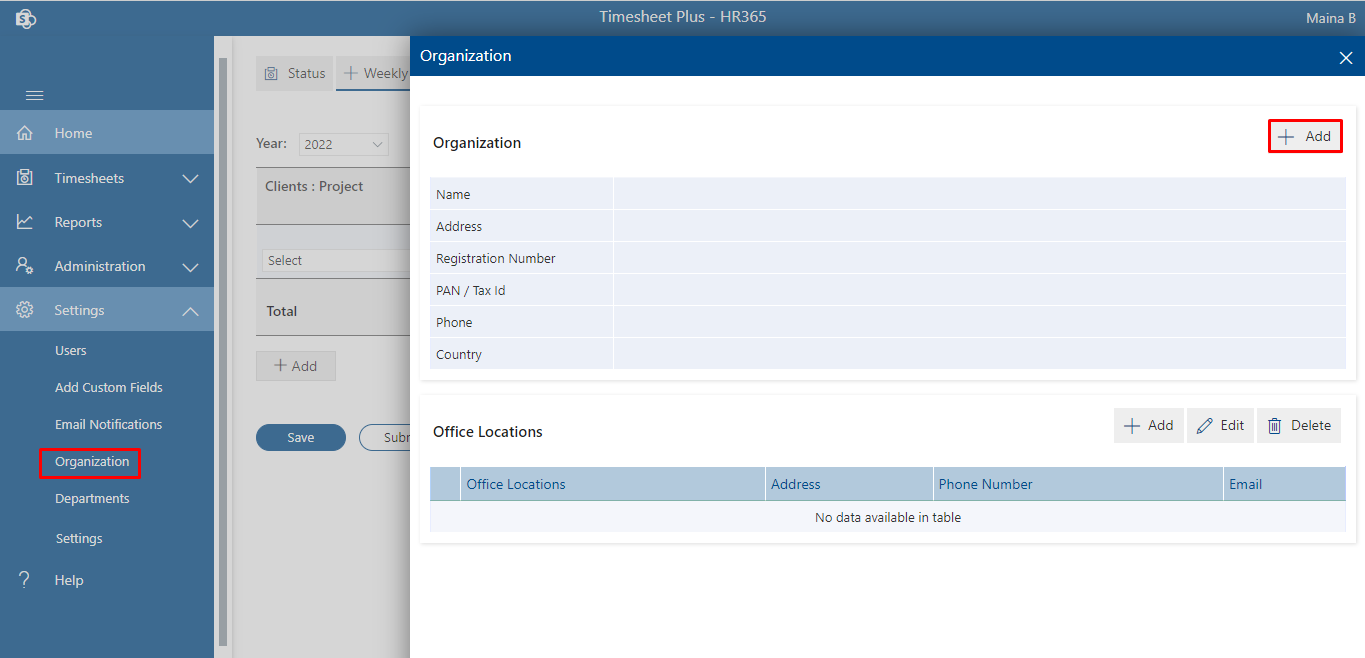 Timesheet Plus - HR365
Maina B
Home
Timesheets
Reports
Administration
Settings
Users
Add Custom Fields
Email Notifications
Organization
Departments
Settings
Help
Status
Weekly
Year: 2022
Clients : Project
Select
Total
Add
Save
Subm
Organization
Organization
Add
Name
Address
Registration Number
PAN / Tax Id
Phone
Country
Office Locations
Add Edit Delete
Office Locations Address Phone Number Email
No data available in table